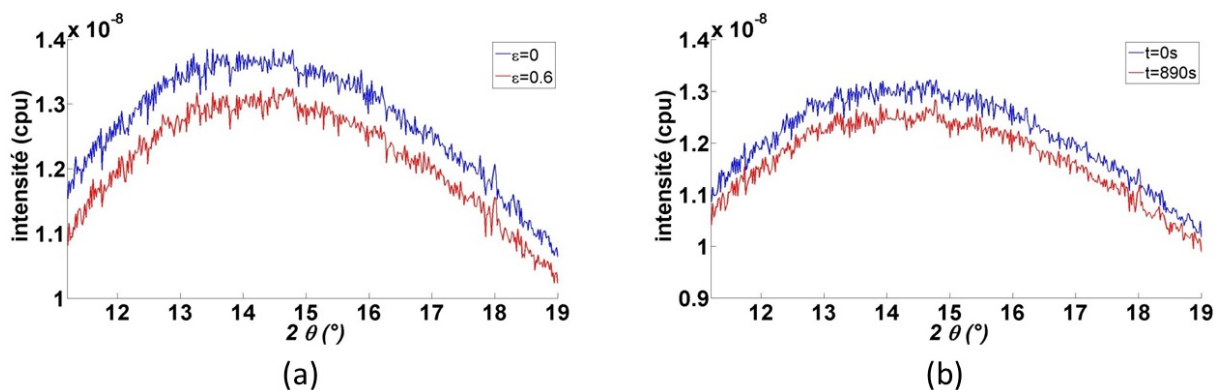 x 10^-8
1.4
1.3
1.2
1.1
1
intensité (cpu)
12 13 14 15 16 17 18 19
2 θ (°)
ε=0
ε=0.6
(a)
x 10^-8
1.4
1.3
1.2
1.1
1
0.9
intensité (cpu)
12 13 14 15 16 17 18 19
2 θ (°)
t=0s
t=890s
(b)